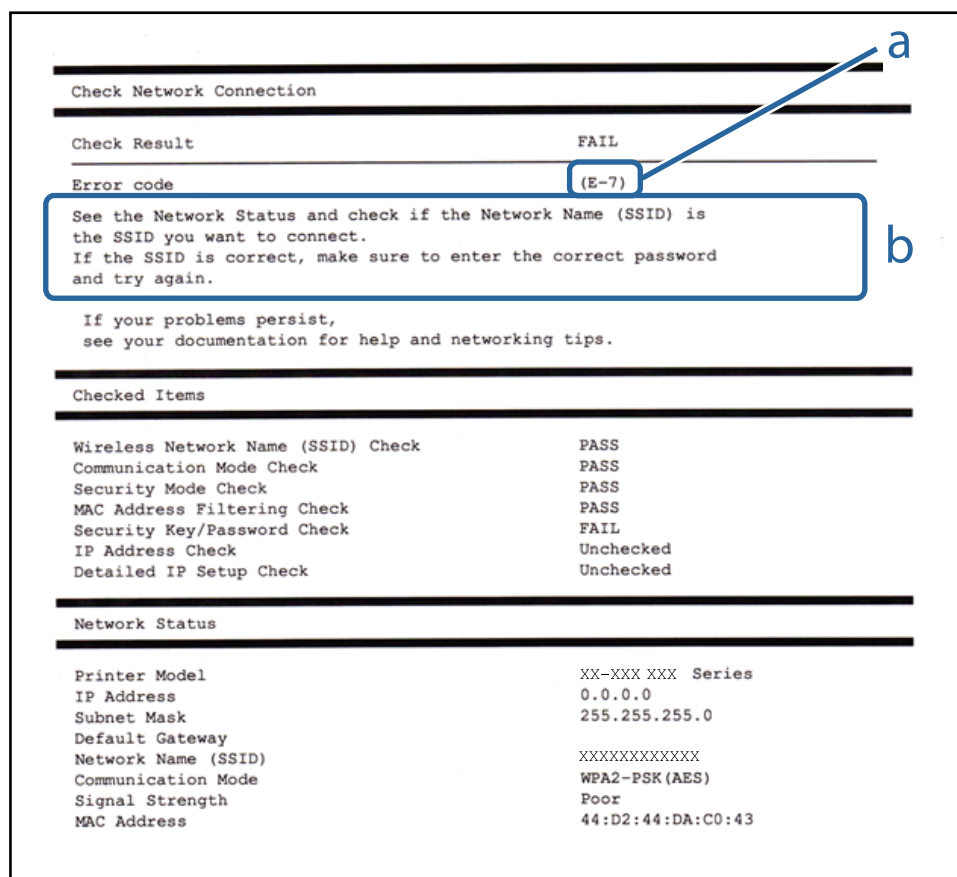 a
Check Network Connection
Check Result FAIL
Error code (E-7)
See the Network Status and check if the Network Name (SSID) is
the SSID you want to connect.
If the SSID is correct, make sure to enter the correct password
and try again.
b
If your problems persist,
see your documentation for help and networking tips.
Checked Items
Wireless Network Name (SSID) Check PASS
Communication Mode Check PASS
Security Mode Check PASS
MAC Address Filtering Check PASS
Security Key/Password Check FAIL
IP Address Check Unchecked
Detailed IP Setup Check Unchecked
Network Status
Printer Model XX-XXX XXX Series
IP Address 0.0.0.0
Subnet Mask 255.255.255.0
Default Gateway
Network Name (SSID) XXXXXXXXXXXX
Communication Mode WPA2-PSK(AES)
Signal Strength Poor
MAC Address 44:D2:44:DA:C0:43